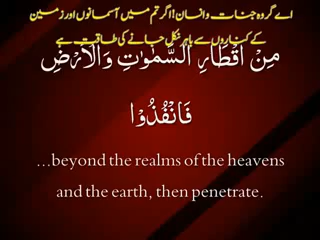 اے گروہ جنات و انسان! اگر تم میں آسمانوں اور زمین
کے کناروں سے باہر نکل جانے کی طاقت ہے
مِنْ اَقْطَارِ السَّمٰوٰتِ وَالْاَرْضِ
فَانْفُذُوْا
...beyond the realms of the heavens
and the earth, then penetrate.